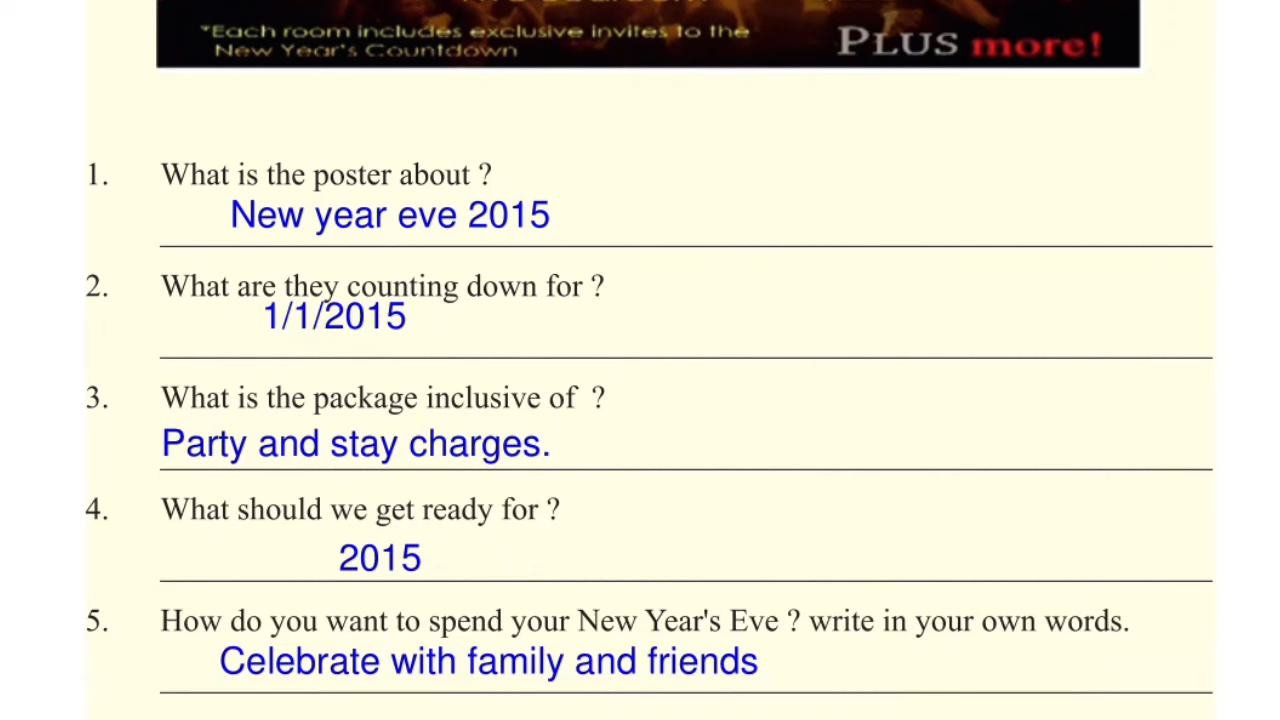 *Each room includes exclusive invites to the
New Year's Countdown
PLUS more!
1. What is the poster about ?
New year eve 2015
2. What are they counting down for ?
1/1/2015
3. What is the package inclusive of ?
Party and stay charges.
4. What should we get ready for ?
2015
5. How do you want to spend your New Year's Eve ? write in your own words.
Celebrate with family and friends